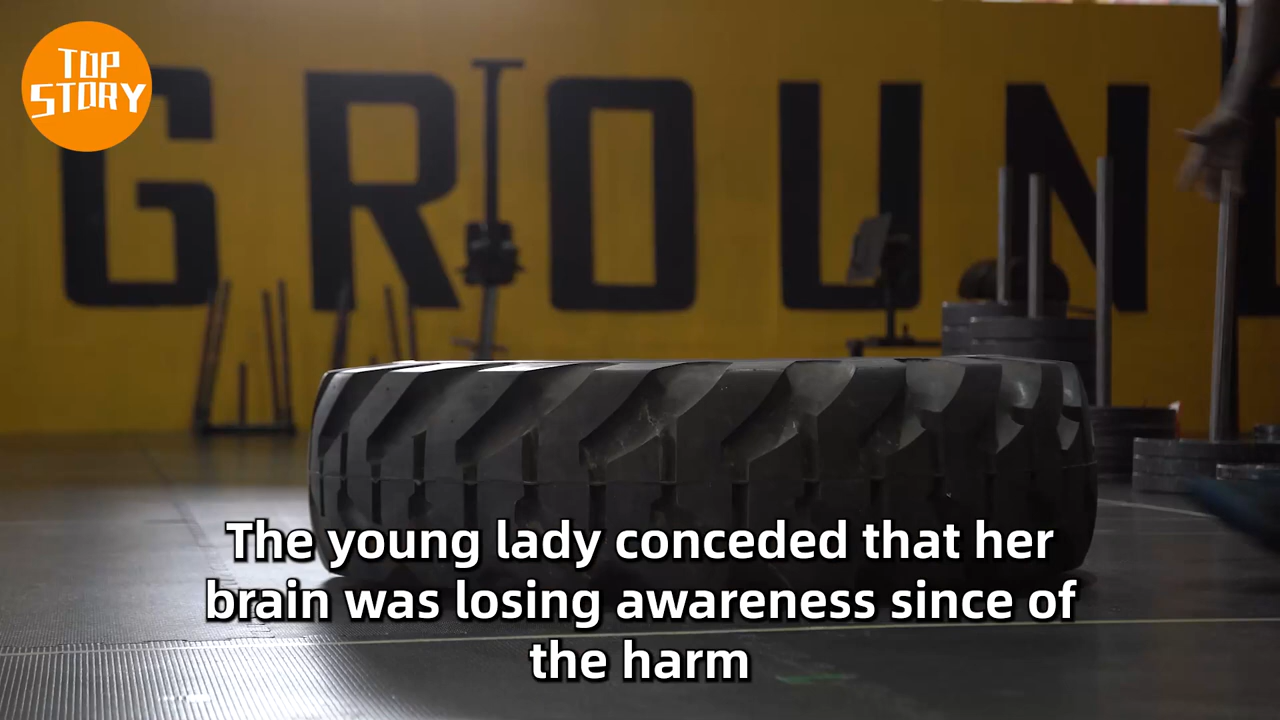 TOP
STORY
GROUN
The young lady conceded that her
brain was losing awareness since of
the harm